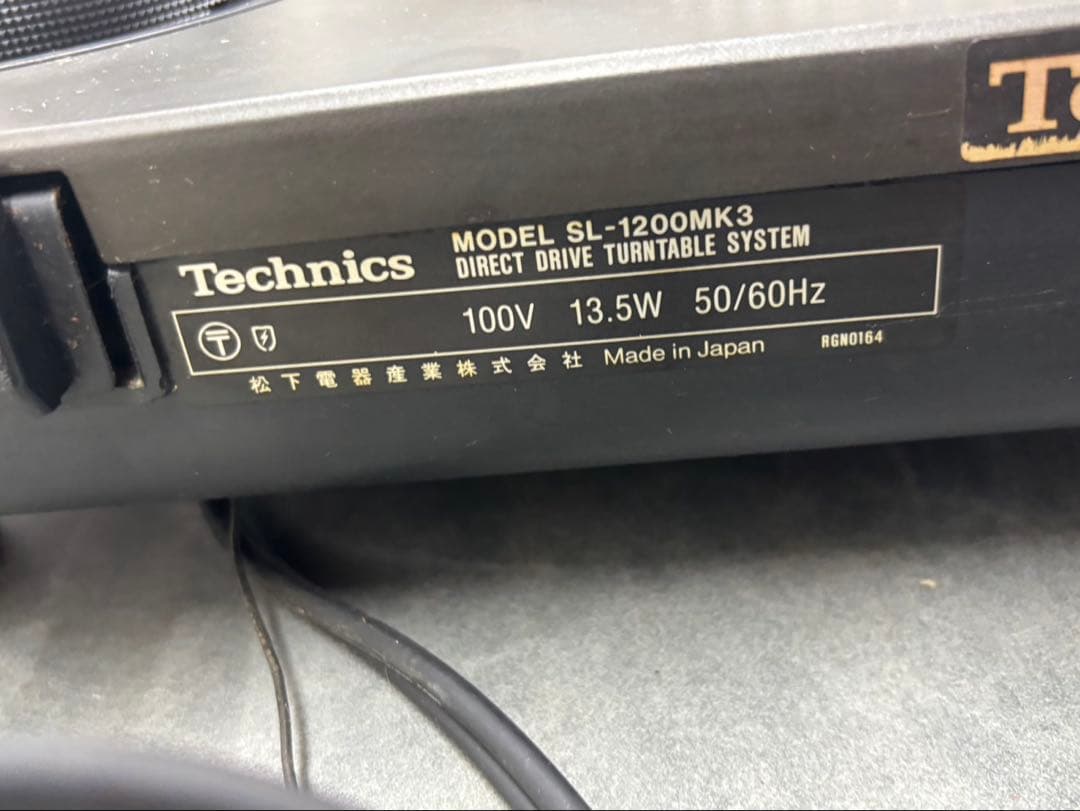 Technics
MODEL SL-1200MK3
DIRECT DRIVE TURNTABLE SYSTEM
〒 100V 13.5W 50/60Hz
松下電器産業株式会社 Made in Japan RGN0164